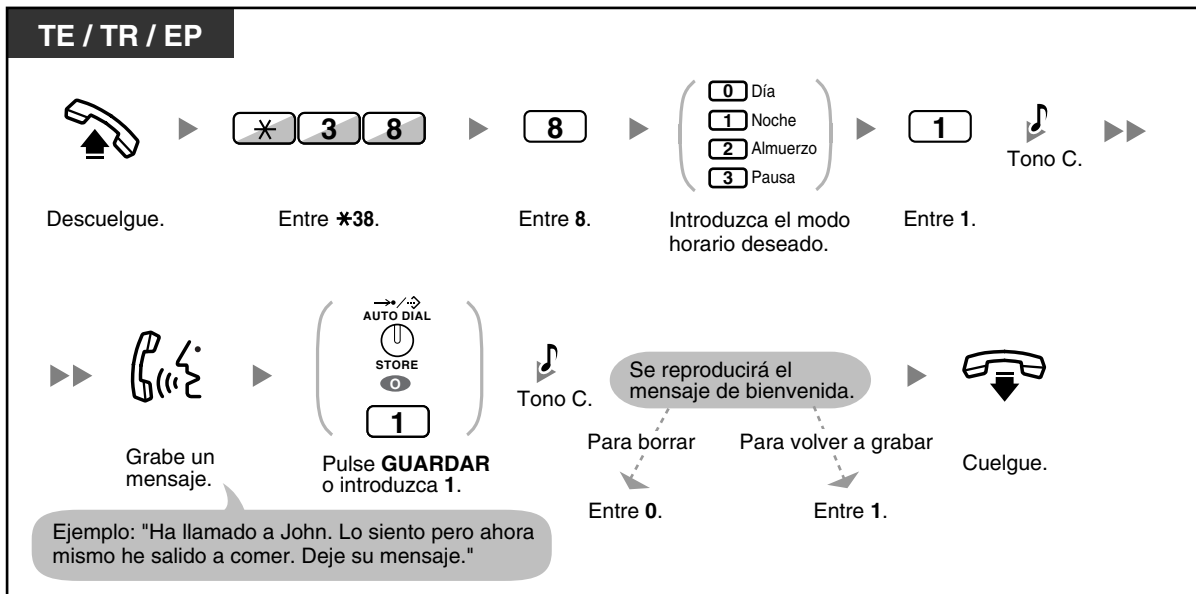 TE / TR / EP
0 Día
1 Noche
2 Almuerzo
3 Pausa
* 3 8
8
1
Tono C.
Descuelgue.
Entre *38.
Entre 8.
Introduzca el modo
horario deseado.
Entre 1.
AUTO DIAL
STORE
1
Tono C.
Se reproducirá el
mensaje de bienvenida.
Para borrar
Para volver a grabar
Grabe un
mensaje.
Pulse GUARDAR
o introduzca 1.
Cuelgue.
Entre 0.
Entre 1.
Ejemplo: "Ha llamado a John. Lo siento pero ahora
mismo he salido a comer. Deje su mensaje."